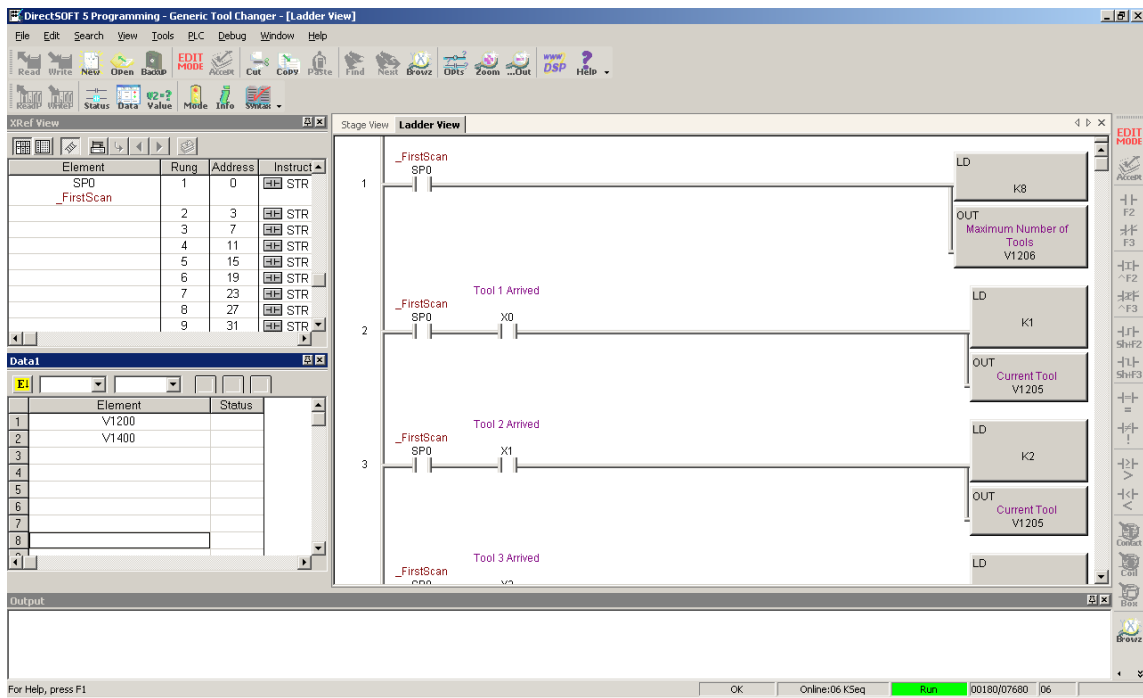 DirectSOFT 5 Programming - Generic Tool Changer - [Ladder View]
File Edit Search View Tools PLC Debug Window Help
Read Write New Open Backup EDIT MODE Accept Cut Copy Paste Find Next Browz Opts Zoom ...Out www DSP Help
ReadP WriteP Status Data V2=? Value Mode Info Syntax
XRef View
Element Rung Address Instruct
SP0 1 0 STR
_FirstScan
2 3 STR
3 7 STR
4 11 STR
5 15 STR
6 19 STR
7 23 STR
8 27 STR
9 31 STR
Data1
Element Status
1 V1200
2 V1400
3
4
5
6
7
8
Stage View Ladder View
_FirstScan
SP0
1
LD
K8
OUT
Maximum Number of
Tools
V1206
Tool 1 Arrived
_FirstScan
SP0 X0
2
LD
K1
OUT
Current Tool
V1205
Tool 2 Arrived
_FirstScan
SP0 X1
3
LD
K2
OUT
Current Tool
V1205
Tool 3 Arrived
_FirstScan
LD
EDIT
MODE
Accept
F2
F3
^F2
^F3
Sh+F2
Sh+F3
=
!
>
<
Contact
Coil
Box
Browz
Output
For Help, press F1
OK Online:06 KSeq Run 00180/07680 06